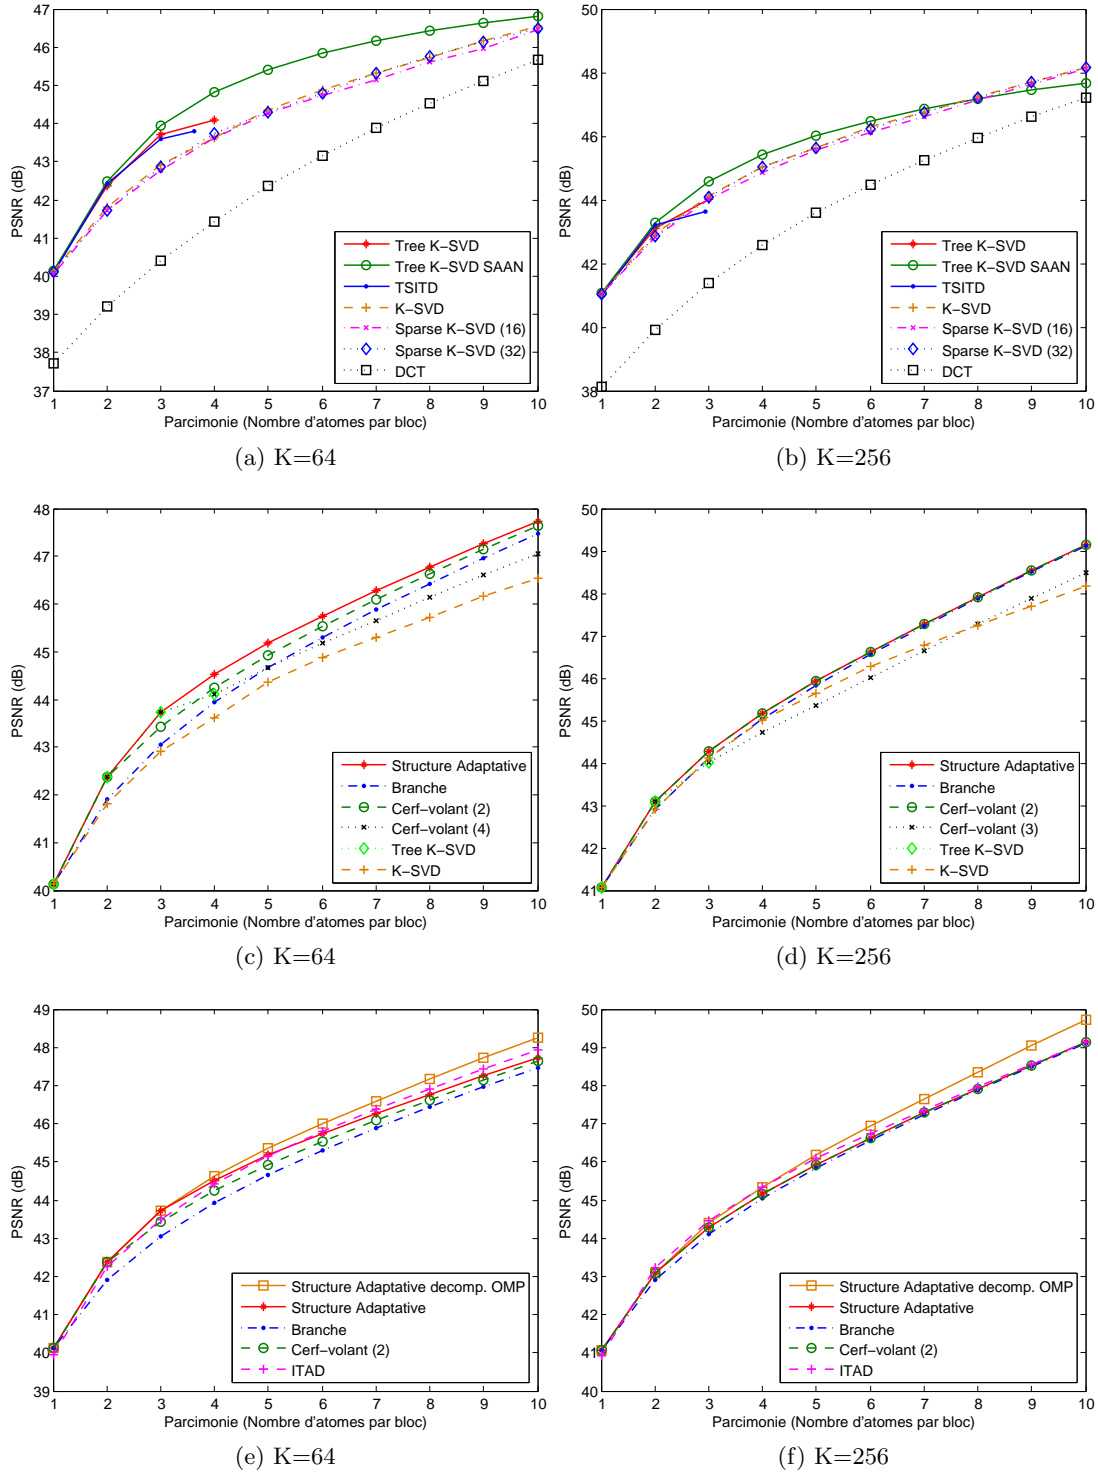 47
46
45
44
43
42
41
40
39
38
37
PSNR (dB)
1 2 3 4 5 6 7 8 9 10
Parcimonie (Nombre d'atomes par bloc)
Tree K-SVD
Tree K-SVD SAAN
TSITD
K-SVD
Sparse K-SVD (16)
Sparse K-SVD (32)
DCT
(a) K=64
50
48
46
44
42
40
38
PSNR (dB)
1 2 3 4 5 6 7 8 9 10
Parcimonie (Nombre d'atomes par bloc)
Tree K-SVD
Tree K-SVD SAAN
TSITD
K-SVD
Sparse K-SVD (16)
Sparse K-SVD (32)
DCT
(b) K=256
48
47
46
45
44
43
42
41
40
PSNR (dB)
1 2 3 4 5 6 7 8 9 10
Parcimonie (Nombre d'atomes par bloc)
Structure Adaptative
Branche
Cerf-volant (2)
Cerf-volant (4)
Tree K-SVD
K-SVD
(c) K=64
50
49
48
47
46
45
44
43
42
41
PSNR (dB)
1 2 3 4 5 6 7 8 9 10
Parcimonie (Nombre d'atomes par bloc)
Structure Adaptative
Branche
Cerf-volant (2)
Cerf-volant (3)
Tree K-SVD
K-SVD
(d) K=256
49
48
47
46
45
44
43
42
41
40
39
PSNR (dB)
1 2 3 4 5 6 7 8 9 10
Parcimonie (Nombre d'atomes par bloc)
Structure Adaptative decomp. OMP
Structure Adaptative
Branche
Cerf-volant (2)
ITAD
(e) K=64
50
49
48
47
46
45
44
43
42
41
40
PSNR (dB)
1 2 3 4 5 6 7 8 9 10
Parcimonie (Nombre d'atomes par bloc)
Structure Adaptative decomp. OMP
Structure Adaptative
Branche
Cerf-volant (2)
ITAD
(f) K=256